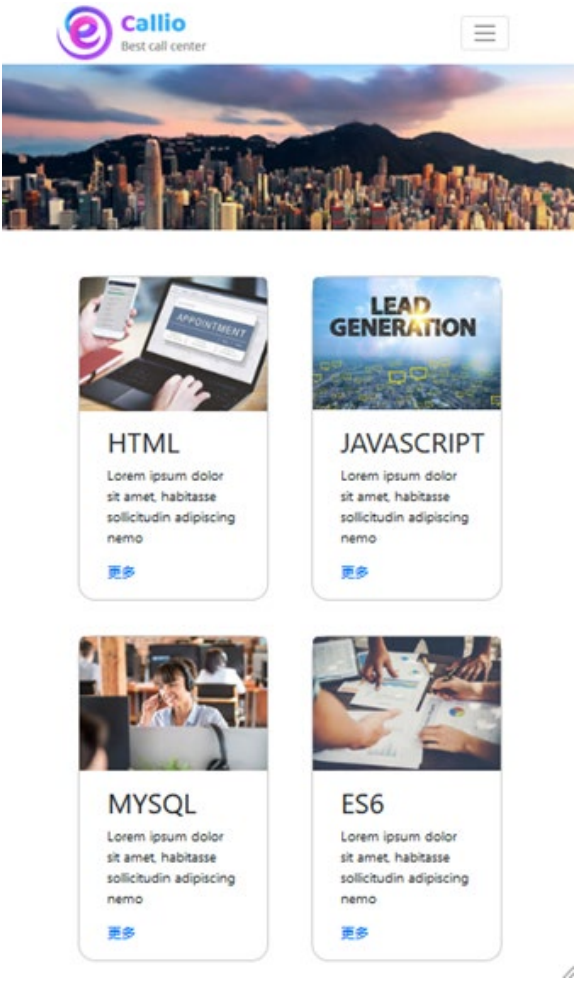 Callio
Best call center
APPOINTMENT
LEAD
GENERATION
HTML
Lorem ipsum dolor
sit amet, habitasse
sollicitudin adipiscing
nemo
更多
JAVASCRIPT
Lorem ipsum dolor
sit amet, habitasse
sollicitudin adipiscing
nemo
更多
MYSQL
Lorem ipsum dolor
sit amet, habitasse
sollicitudin adipiscing
nemo
更多
ES6
Lorem ipsum dolor
sit amet, habitasse
sollicitudin adipiscing
nemo
更多